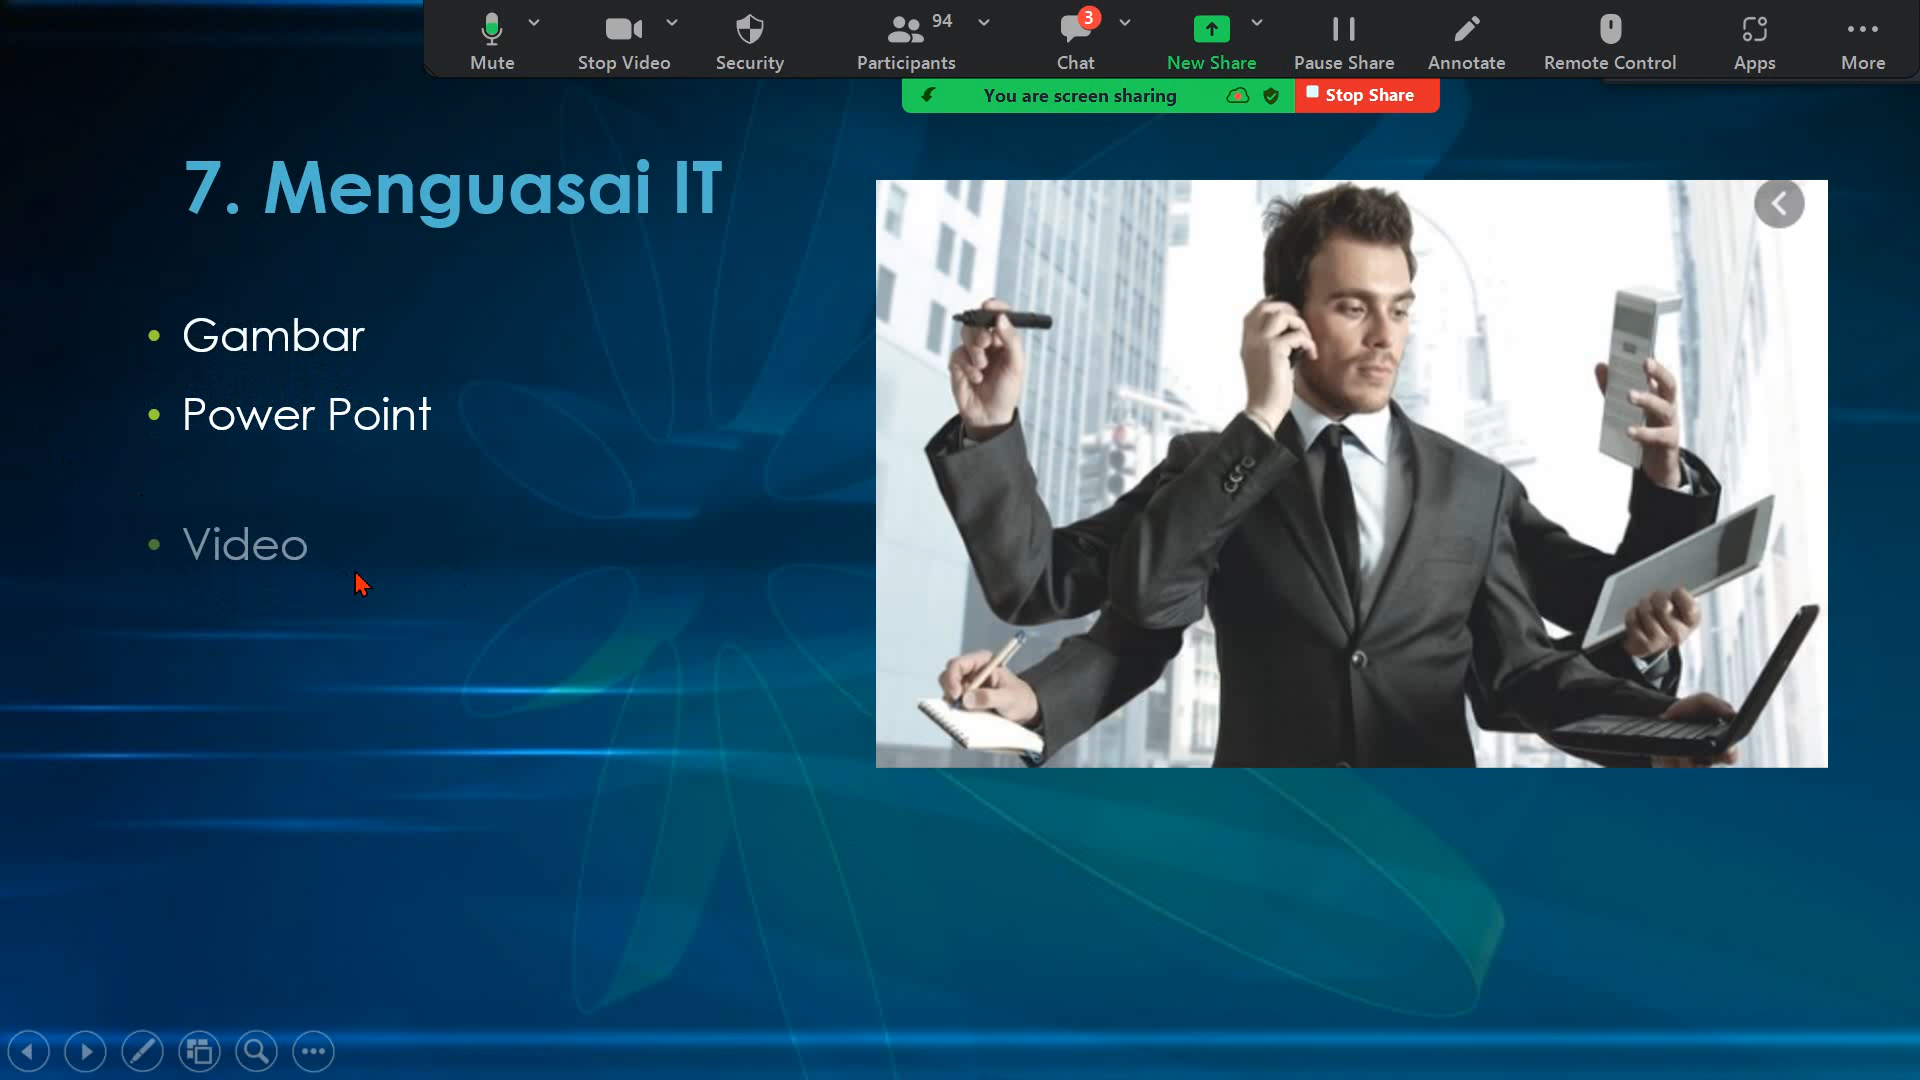 Mute
Stop Video
Security
Participants
94
Chat
3
New Share
Pause Share
Annotate
Remote Control
Apps
More
You are screen sharing
Stop Share
7. Menguasai IT
• Gambar
• Power Point
• Video